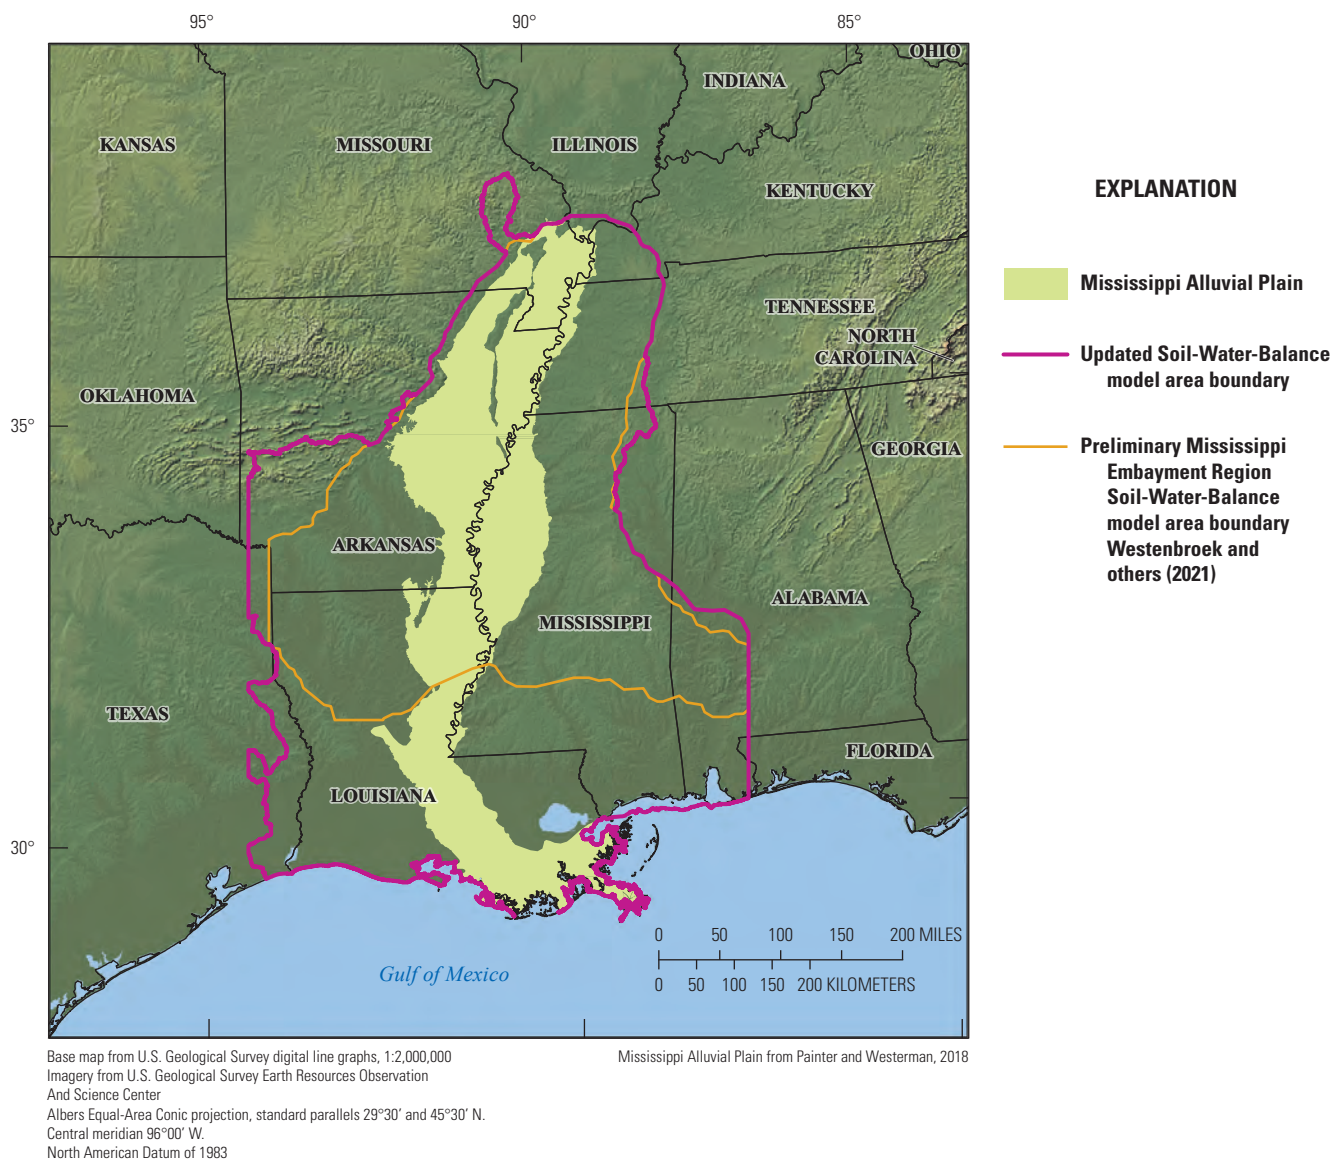 95°
90°
85°
OHIO
INDIANA
KANSAS
MISSOURI
ILLINOIS
KENTUCKY
EXPLANATION
Mississippi Alluvial Plain
TENNESSEE
NORTH
CAROLINA
Updated Soil-Water-Balance
model area boundary
OKLAHOMA
35°
GEORGIA
Preliminary Mississippi
Embayment Region
Soil-Water-Balance
model area boundary
Westenbroek and
others (2021)
ARKANSAS
ALABAMA
MISSISSIPPI
TEXAS
FLORIDA
LOUISIANA
30°
0 50 100 150 200 MILES
Gulf of Mexico
0 50 100 150 200 KILOMETERS
Base map from U.S. Geological Survey digital line graphs, 1:2,000,000
Imagery from U.S. Geological Survey Earth Resources Observation
And Science Center
Albers Equal-Area Conic projection, standard parallels 29°30′ and 45°30′ N.
Central meridian 96°00′ W.
North American Datum of 1983
Mississippi Alluvial Plain from Painter and Westerman, 2018